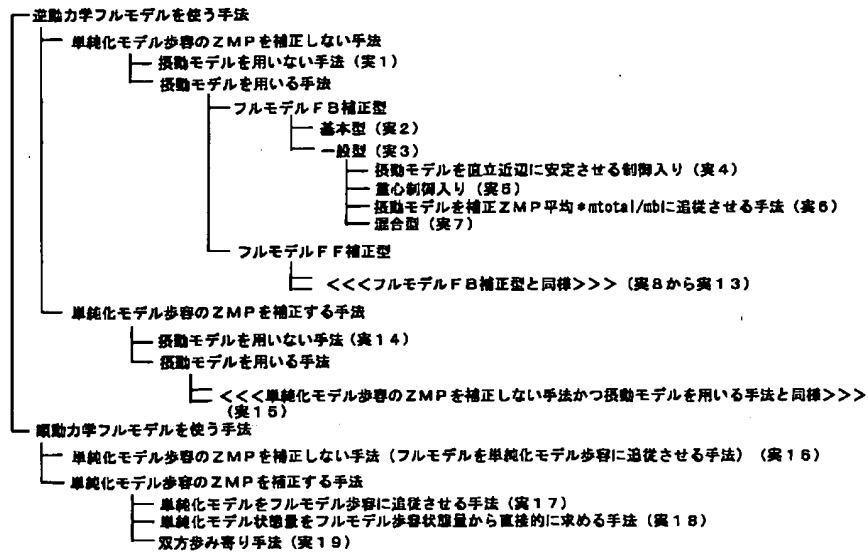 逆動力学フルモデルを使う手法
単純化モデル歩容のZMPを補正しない手法
摂動モデルを用いない手法(実1)
摂動モデルを用いる手法
フルモデルFB補正型
基本型(実2)
一般型(実3)
摂動モデルを直立近辺に安定させる制御入り(実4)
重心制御入り(実5)
摂動モデルを補正ZMP平均*mtotal/mbに追従させる手法(実6)
混合型(実7)
フルモデルFF補正型
<<<フルモデルFB補正型と同様>>>(実8から実13)
単純化モデル歩容のZMPを補正する手法
摂動モデルを用いない手法(実14)
摂動モデルを用いる手法
<<<単純化モデル歩容のZMPを補正しない手法かつ摂動モデルを用いる手法と同様>>>
(実15)
順動力学フルモデルを使う手法
単純化モデル歩容のZMPを補正しない手法(フルモデルを単純化モデル歩容に追従させる手法)(実16)
単純化モデル歩容のZMPを補正する手法
単純化モデルをフルモデル歩容に追従させる手法(実17)
単純化モデル状態量をフルモデル歩容状態量から直接的に求める手法(実18)
双方歩み寄り手法(実19)